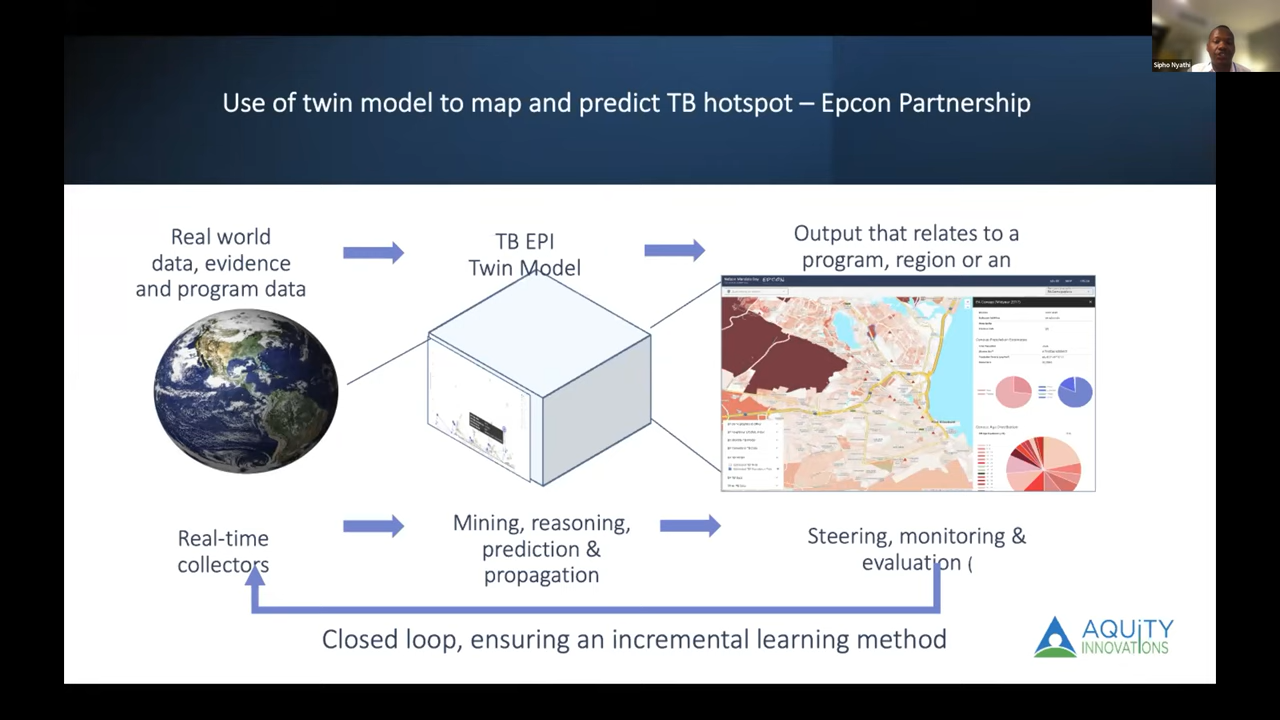 Sipho Nyathi
Use of twin model to map and predict TB hotspot – Epcon Partnership
Real world
data, evidence
and program data
TB EPI
Twin Model
Output that relates to a
program, region or an
Real-time
collectors
Mining, reasoning,
prediction &
propagation
Steering, monitoring &
evaluation (
Closed loop, ensuring an incremental learning method
AQUiTY
INNOVATIONS